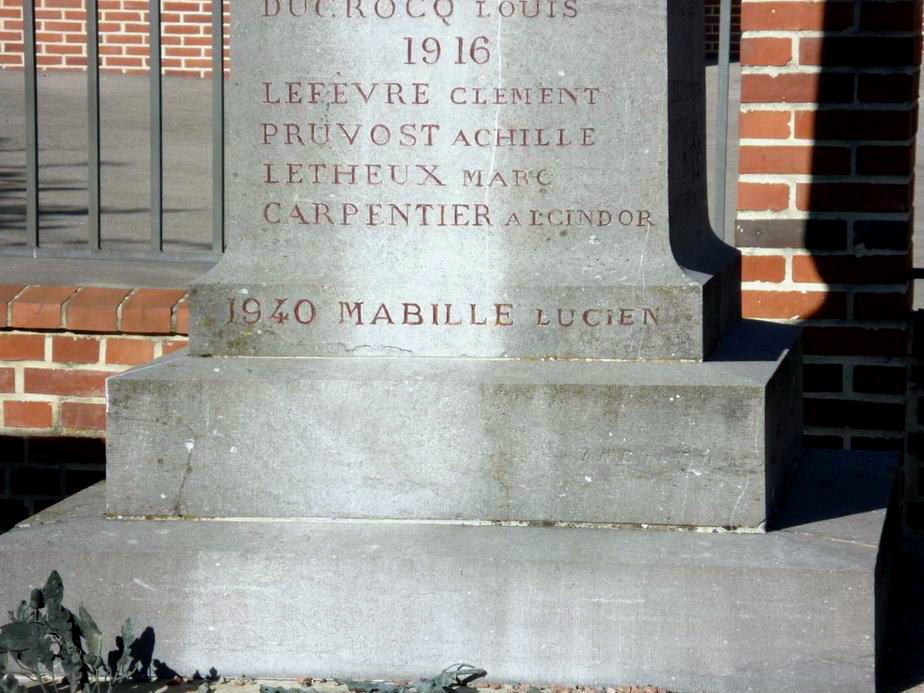 DUCROCQ LOUIS
1916
LEFÈVRE CLEMENT
PRUVOST ACHILLE
LETHEUX MARC
CARPENTIER ALCINDOR
1940 MABILLE LUCIEN